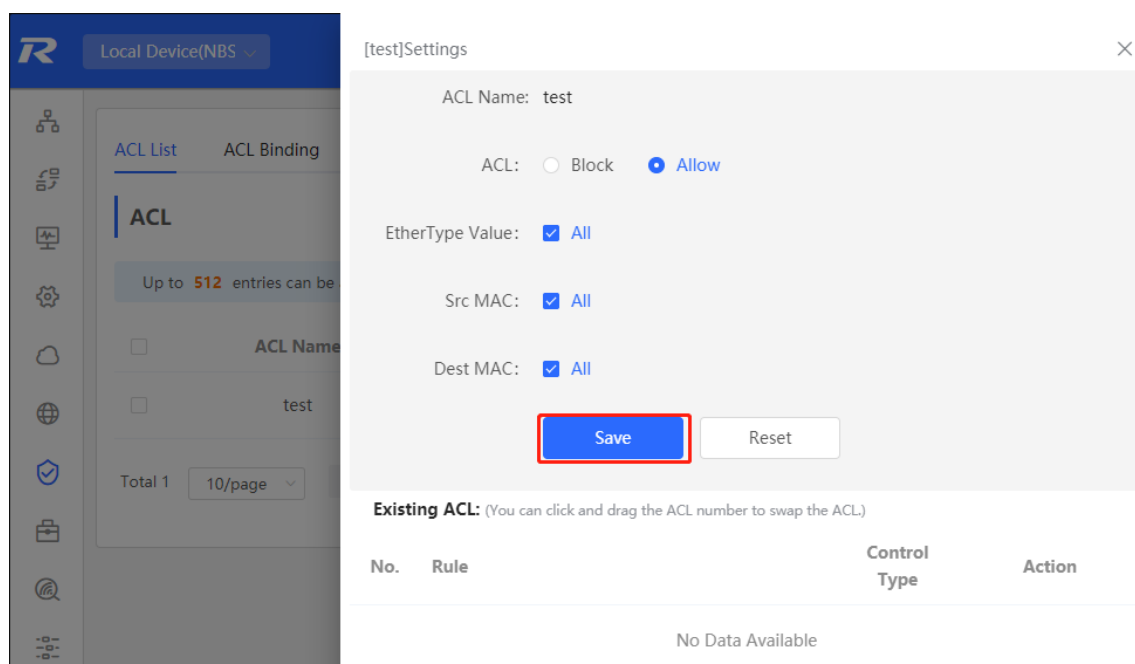 R
Local Device(NBS
[test]Settings
ACL List
ACL Binding
ACL
Up to 512 entries can be
ACL Name
test
Total 1
10/page
ACL Name: test
ACL: Block Allow
EtherType Value: All
Src MAC: All
Dest MAC: All
Save
Reset
Existing ACL: (You can click and drag the ACL number to swap the ACL.)
No. Rule Control Type Action
No Data Available